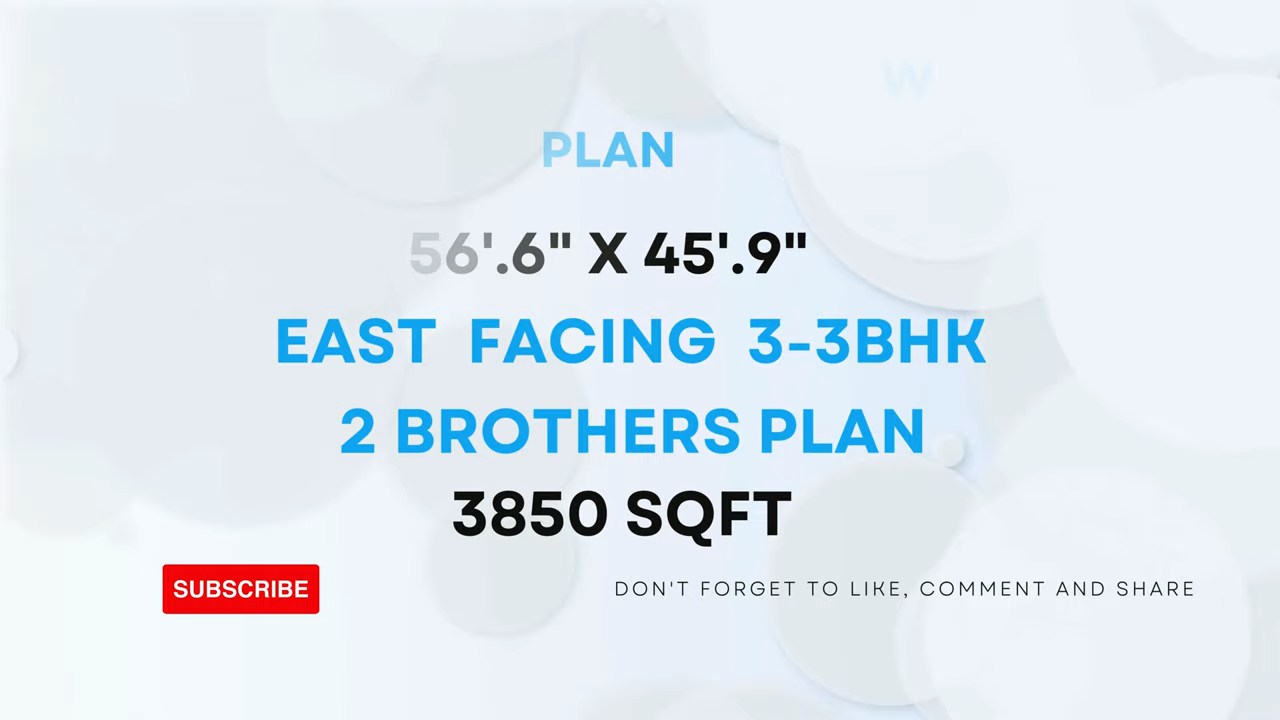 W
PLAN
56'.6" X 45'.9"
EAST FACING 3-3BHK
2 BROTHERS PLAN
3850 SQFT
SUBSCRIBE
DON'T FORGET TO LIKE, COMMENT AND SHARE